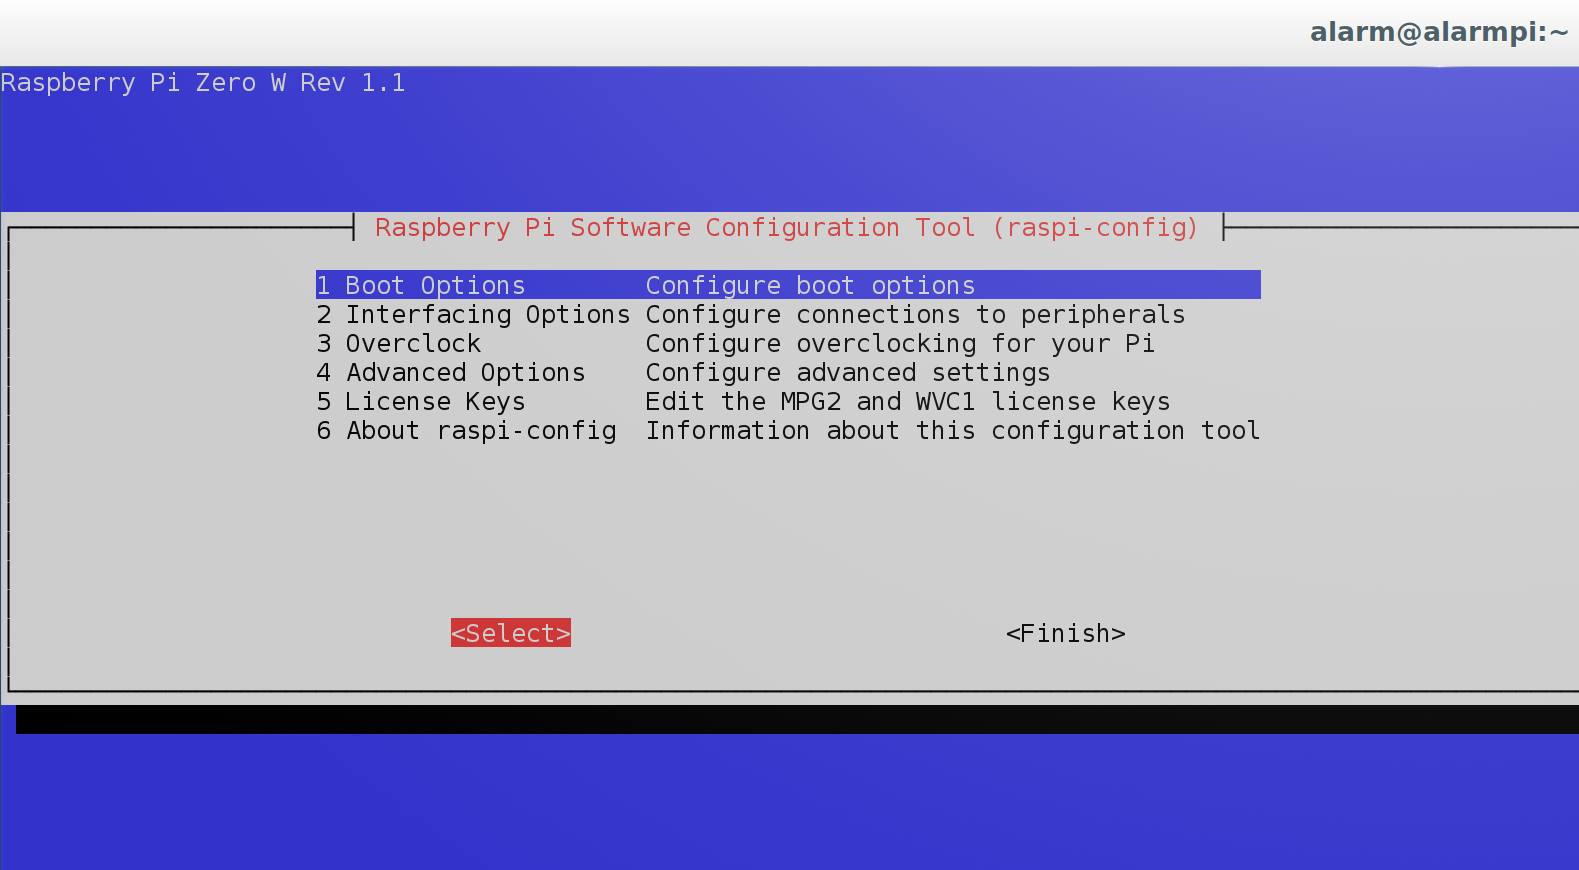 alarm@alarmpi:~
Raspberry Pi Zero W Rev 1.1
Raspberry Pi Software Configuration Tool (raspi-config)
1 Boot Options Configure boot options
2 Interfacing Options Configure connections to peripherals
3 Overclock Configure overclocking for your Pi
4 Advanced Options Configure advanced settings
5 License Keys Edit the MPG2 and WVC1 license keys
6 About raspi-config Information about this configuration tool
<Select> <Finish>